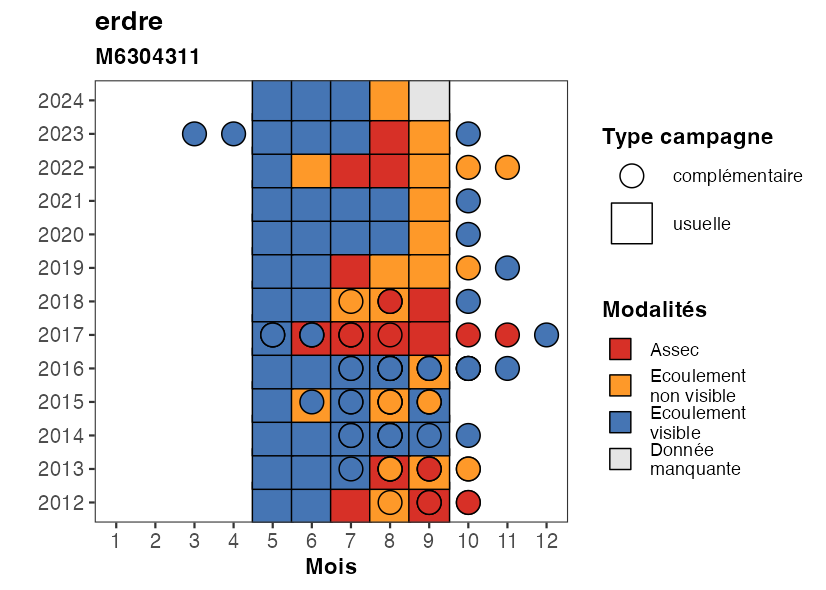 erdre
M6304311
2024
2023
2022
2021
2020
2019
2018
2017
2016
2015
2014
2013
2012
1 2 3 4 5 6 7 8 9 10 11 12
Mois
Type campagne
complémentaire
usuelle
Modalités
Assec
Ecoulement
non visible
Ecoulement
visible
Donnée
manquante